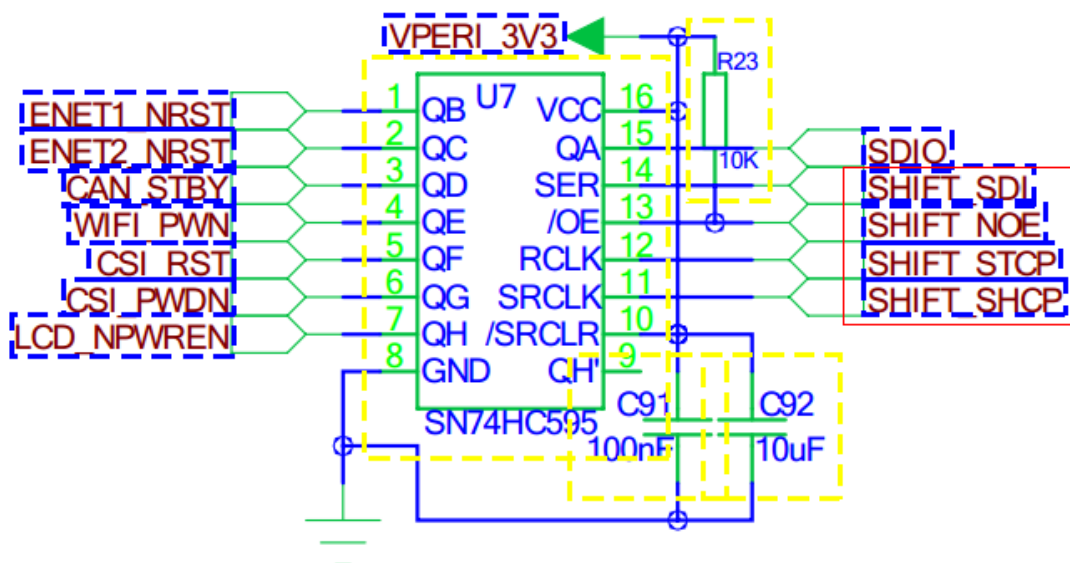 VPERI_3V3
R23
10K
U7
ENET1_NRST 1 QB VCC 16
ENET2_NRST 2 QC QA 15 SDIO
CAN_STBY 3 QD SER 14 SHIFT_SDI
WIFI_PWN 4 QE /OE 13 SHIFT_NOE
CSI_RST 5 QF RCLK 12 SHIFT_STCP
CSI_PWDN 6 QG SRCLK 11 SHIFT_SHCP
LCD_NPWREN 7 QH /SRCLR 10
8 GND QH' 9
SN74HC595
C91
100nF
C92
10uF